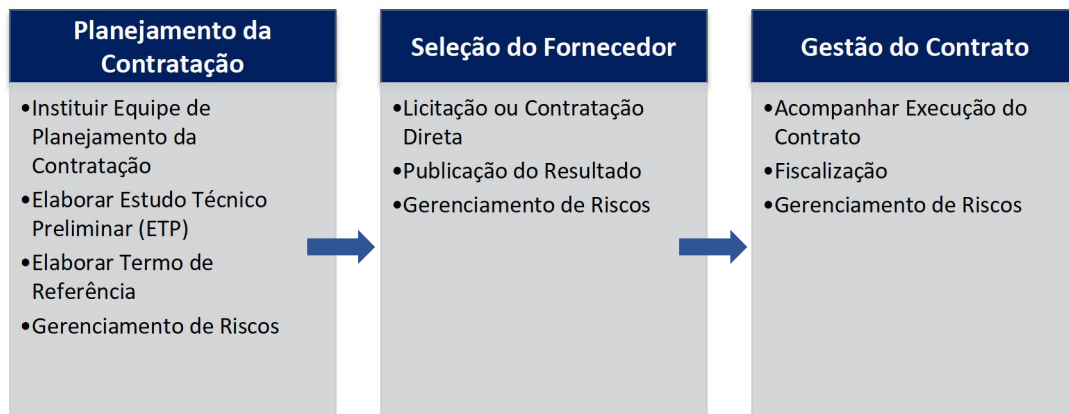 Planejamento da
Contratação
•Instituir Equipe de
Planejamento da
Contratação
•Elaborar Estudo Técnico
Preliminar (ETP)
•Elaborar Termo de
Referência
•Gerenciamento de Riscos
Seleção do Fornecedor
•Licitação ou Contratação
Direta
•Publicação do Resultado
•Gerenciamento de Riscos
Gestão do Contrato
•Acompanhar Execução do
Contrato
•Fiscalização
•Gerenciamento de Riscos